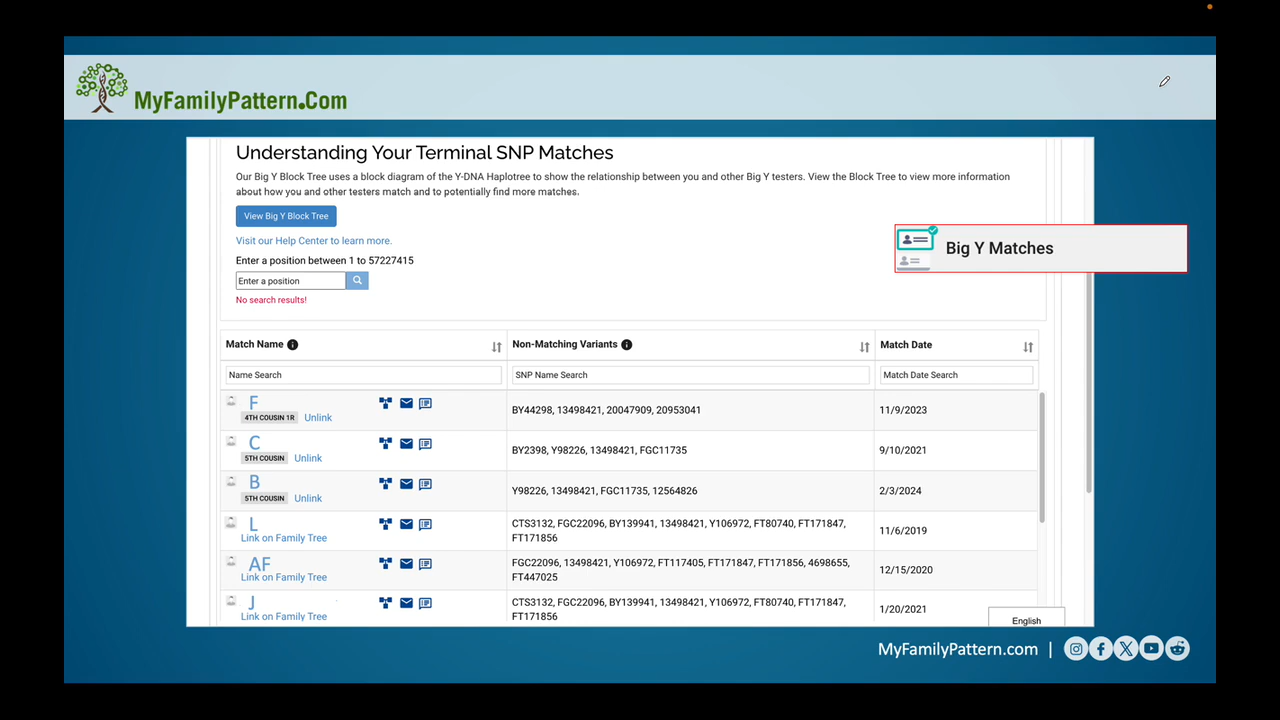 MyFamilyPattern.Com
Understanding Your Terminal SNP Matches
Our Big Y Block Tree uses a block diagram of the Y-DNA Haplotree to show the relationship between you and other Big Y testers. View the Block Tree to view more information
about how you and other testers match and to potentially find more matches.
View Big Y Block Tree
Visit our Help Center to learn more.
Enter a position between 1 to 57227415
Enter a position
No search results!
Big Y Matches
Match Name Non-Matching Variants Match Date
Name Search SNP Name Search Match Date Search
F
4TH COUSIN 1R Unlink
BY44298, 13498421, 20047909, 20953041
11/9/2023
C
5TH COUSIN Unlink
BY2398, Y98226, 13498421, FGC11735
9/10/2021
B
5TH COUSIN Unlink
Y98226, 13498421, FGC11735, 12564826
2/3/2024
L
Link on Family Tree
CTS3132, FGC22096, BY139941, 13498421, Y106972, FT80740, FT171847,
FT171856
11/6/2019
AF
Link on Family Tree
FGC22096, 13498421, Y106972, FT117405, FT171847, FT171856, 4698655,
FT447025
12/15/2020
J
Link on Family Tree
CTS3132, FGC22096, BY139941, 13498421, Y106972, FT80740, FT171847,
FT171856
1/20/2021
English
MyFamilyPattern.com |